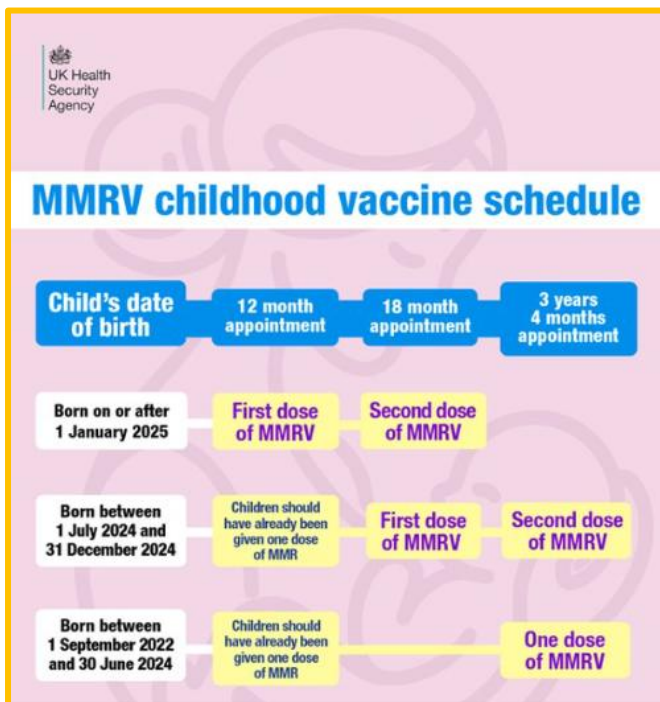 UK Health
Security
Agency
MMRV childhood vaccine schedule
Child's date
of birth
12 month
appointment
18 month
appointment
3 years
4 months
appointment
Born on or after
1 January 2025
First dose
of MMRV
Second dose
of MMRV
Born between
1 July 2024 and
31 December 2024
Children should
have already been
given one dose
of MMR
First dose
of MMRV
Second dose
of MMRV
Born between
1 September 2022
and 30 June 2024
Children should
have already been
given one dose
of MMR
One dose
of MMRV